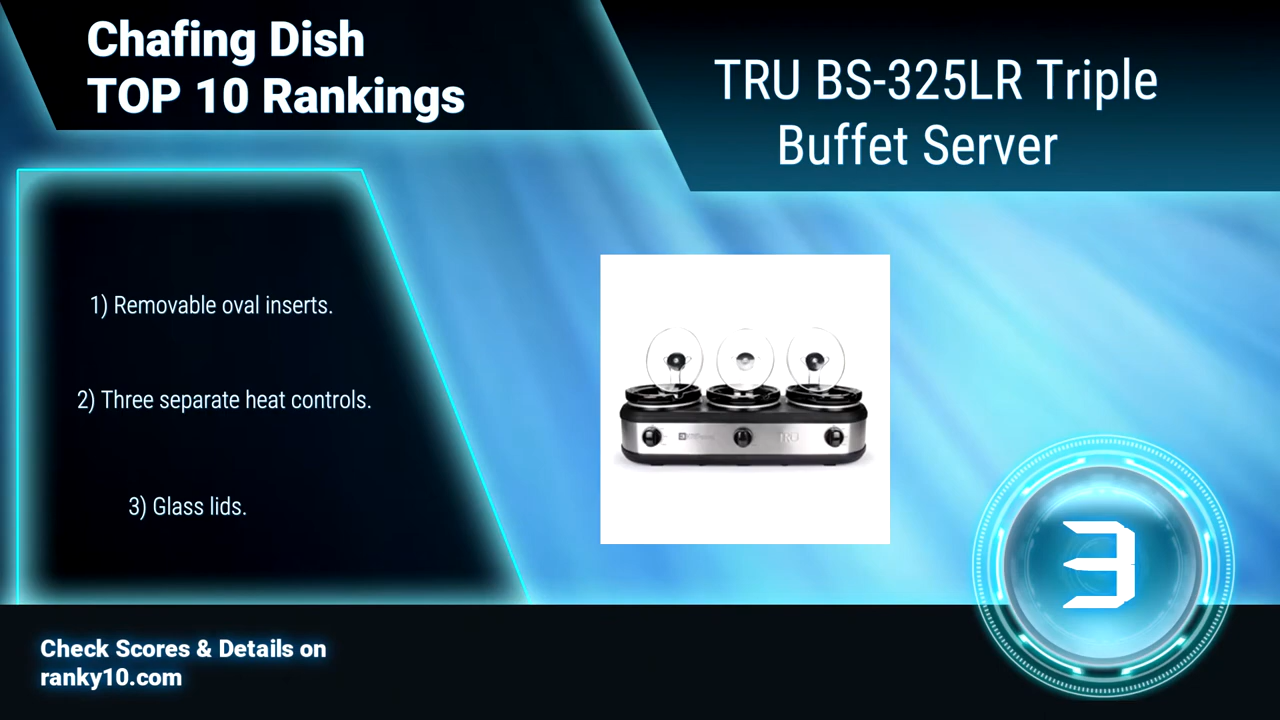 Chafing Dish
TOP 10 Rankings
TRU BS-325LR Triple
Buffet Server
1) Removable oval inserts.
2) Three separate heat controls.
3) Glass lids.
TRU
3
Check Scores & Details on
ranky10.com